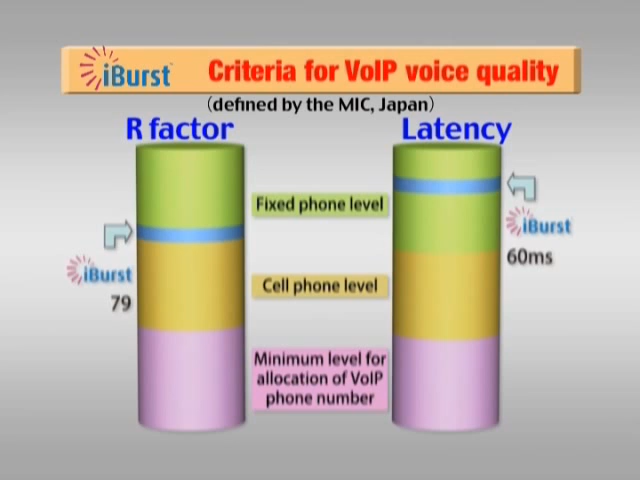 iBurst™ Criteria for VoIP voice quality
(defined by the MIC, Japan)
R factor
Latency
Fixed phone level
iBurst
60ms
iBurst
79
Cell phone level
Minimum level for
allocation of VoIP
phone number